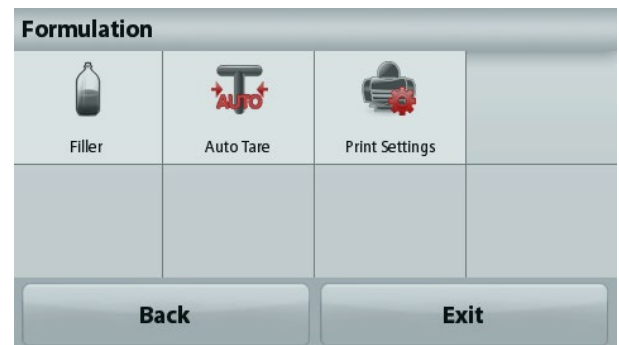 Formulation
AUTO
Filler
Auto Tare
Print Settings
Back
Exit